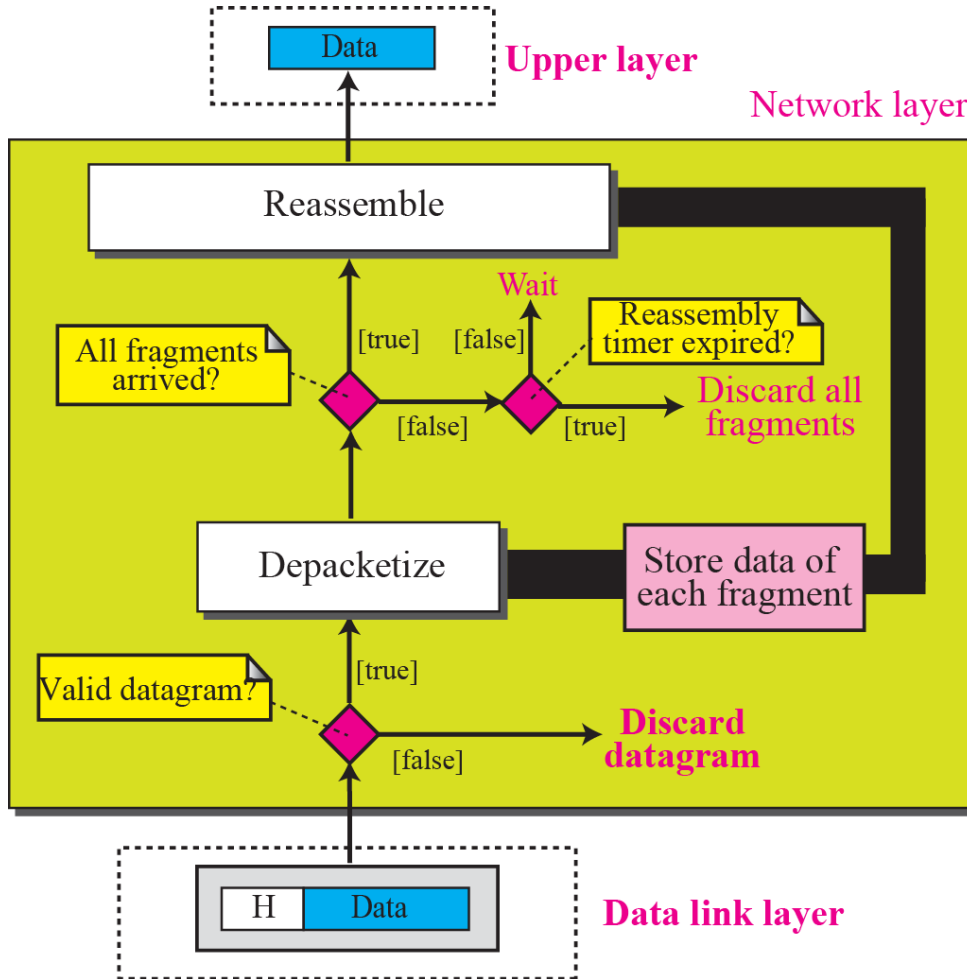 Data
Upper layer
Network layer
Reassemble
Wait
Reassembly
timer expired?
All fragments
arrived?
[true]
[false]
[false]
[true]
Discard all
fragments
Depacketize
Store data of
each fragment
Valid datagram?
[true]
[false]
Discard
datagram
H
Data
Data link layer